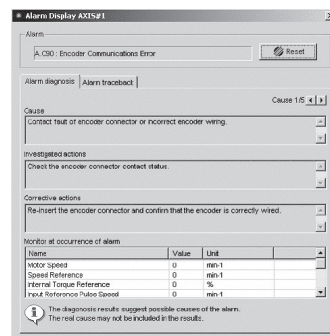 Alarm Display AXIS#1
Alarm
A.C90 : Encoder Communications Error
Reset
Alarm diagnosis
Alarm traceback
Cause 1/5
Cause
Contact fault of encoder connector or incorrect encoder wiring.
Investigated actions
Check the encoder connector contact status.
Corrective actions
Re-insert the encoder connector and confirm that the encoder is correctly wired.
Monitor at occurrence of alarm
Name Value Unit
Motor Speed 0 min-1
Speed Reference 0 min-1
Internal Torque Reference 0 %
Input Reference Pulse Speed 0 min-1
The diagnosis results suggest possible causes of the alarm.
The real cause may not be included in the results.